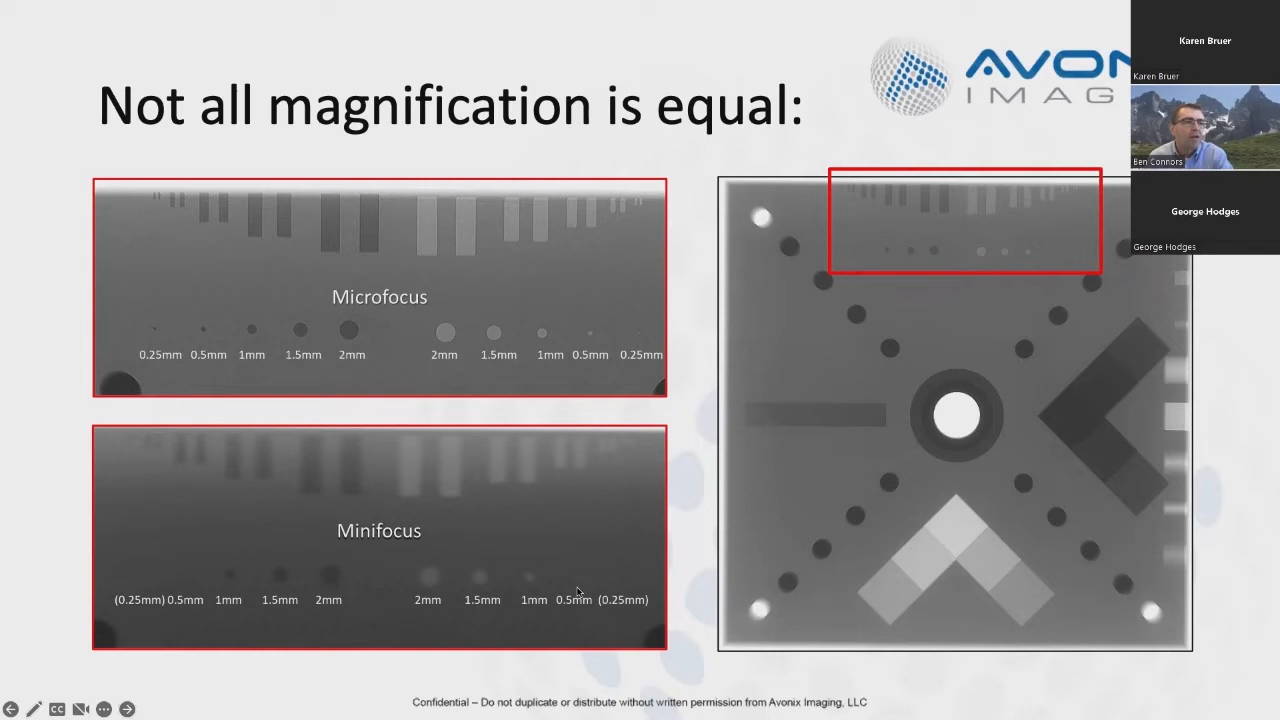 Not all magnification is equal:
AVON
IMAG
Karen Bruer
Karen Bruer
Ben Connors
George Hodges
George Hodges
Microfocus
0.25mm 0.5mm 1mm 1.5mm 2mm 2mm 1.5mm 1mm 0.5mm 0.25mm
Minifocus
(0.25mm) 0.5mm 1mm 1.5mm 2mm 2mm 1.5mm 1mm 0.5mm (0.25mm)
CC
Confidential – Do not duplicate or distribute without written permission from Avonix Imaging, LLC